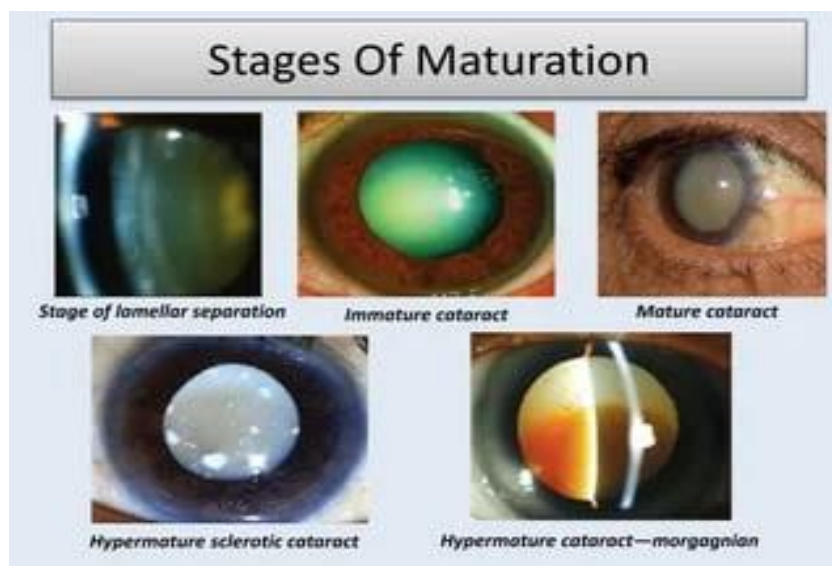 Stages Of Maturation
Stage of lamellar separation
Immature cataract
Mature cataract
Hypermature sclerotic cataract
Hypermature cataract—morgagnian